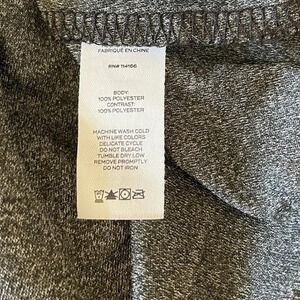 FABRIQUÉ EN CHINE
RN# 114166
BODY:
100% POLYESTER
CONTRAST:
100% POLYESTER
MACHINE WASH COLD
WITH LIKE COLORS
DELICATE CYCLE
DO NOT BLEACH
TUMBLE DRY LOW
REMOVE PROMPTLY
DO NOT IRON